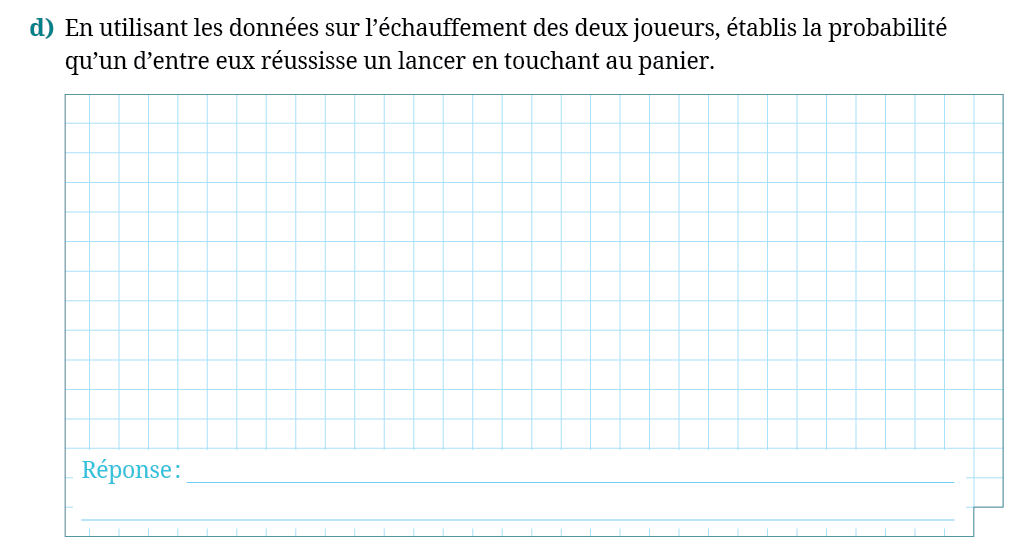 d) En utilisant les données sur l’échauffement des deux joueurs, établis la probabilité
qu’un d’entre eux réussisse un lancer en touchant au panier.
Réponse :